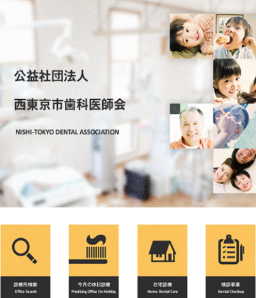 公益社団法人
西東京市歯科医師会
NISHI-TOKYO DENTAL ASSOCIATION
診療所検索
Office Search
今月の休日診療
Practicing Office On Holiday
在宅診療
Home Dental Care
検診事業
Dental Checkup